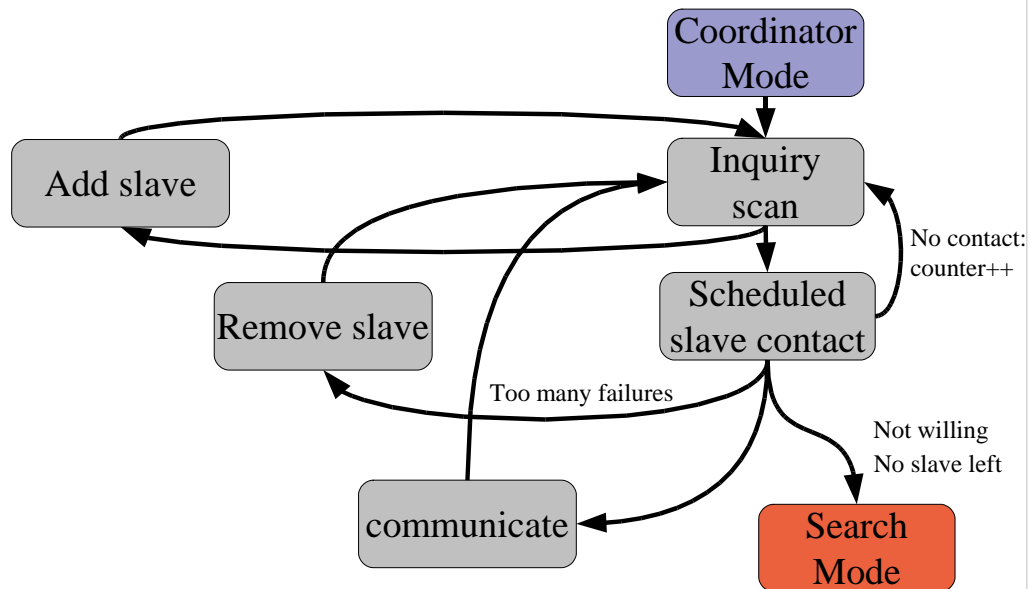 Coordinator
Mode
Add slave
Inquiry
scan
No contact:
counter++
Scheduled
slave contact
Remove slave
Too many failures
Not willing
No slave left
communicate
Search
Mode